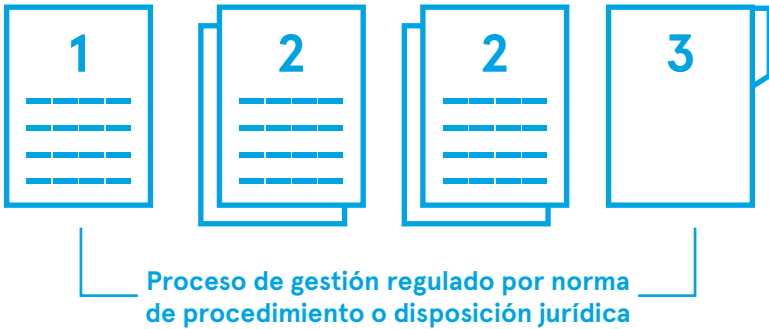 1 2 2 3
Proceso de gestión regulado por norma
de procedimiento o disposición jurídica